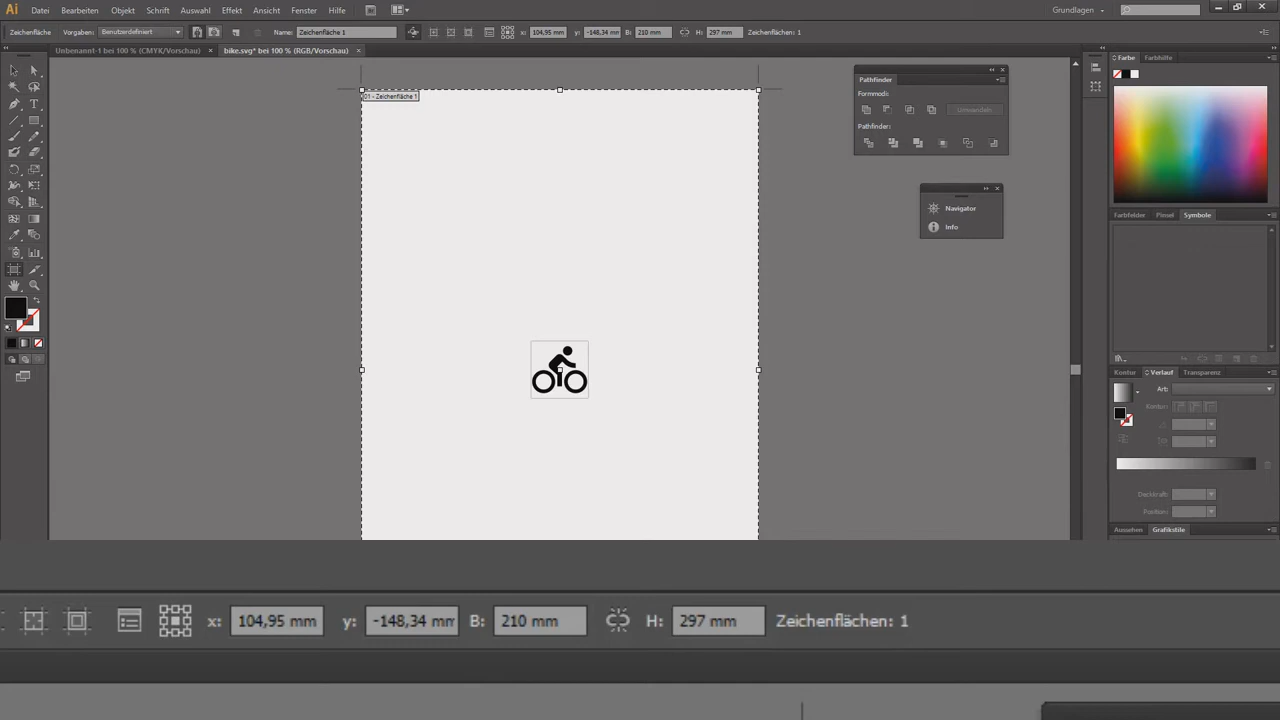 Ai Datei Bearbeiten Objekt Schrift Auswahl Effekt Ansicht Fenster Hilfe Grundlagen
Zeichenfläche Vorgaben: Benutzerdefiniert Name: Zeichenfläche 1 x: 104,95 mm y: -148,34 mm B: 210 mm H: 297 mm Zeichenflächen: 1
Unbenannt-1 bei 100 % (CMYK/Vorschau) × bike.svg* bei 100 % (RGB/Vorschau) ×
01 - Zeichenfläche 1
Pathfinder
Formmodi:
Umwandeln
Pathfinder:
Navigator
Info
Farbe Farbhilfe
Farbfelder Pinsel Symbole
Kontur Verlauf Transparenz
Art:
Kontur:
Deckkraft:
Position:
Aussehen Grafikstile
x: 104,95 mm y: -148,34 mm B: 210 mm H: 297 mm Zeichenflächen: 1